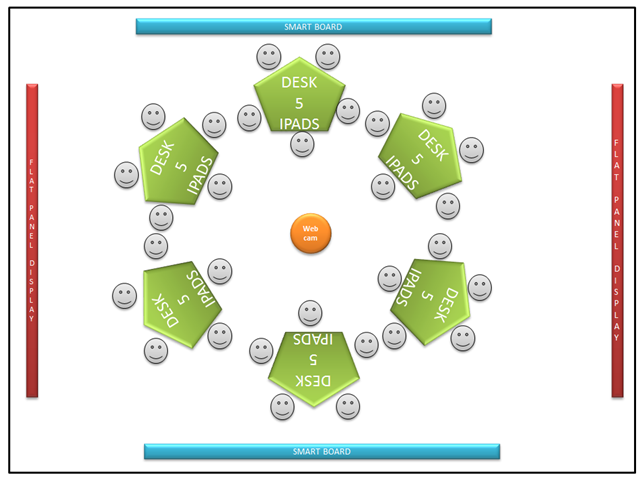 SMART BOARD
DESK
5
IPADS
DESK
5
IPADS
DESK
5
IPADS
FLAT PANEL DISPLAY
FLAT PANEL DISPLAY
Web
cam
DESK
5
IPADS
DESK
5
IPADS
DESK
5
IPADS
SMART BOARD